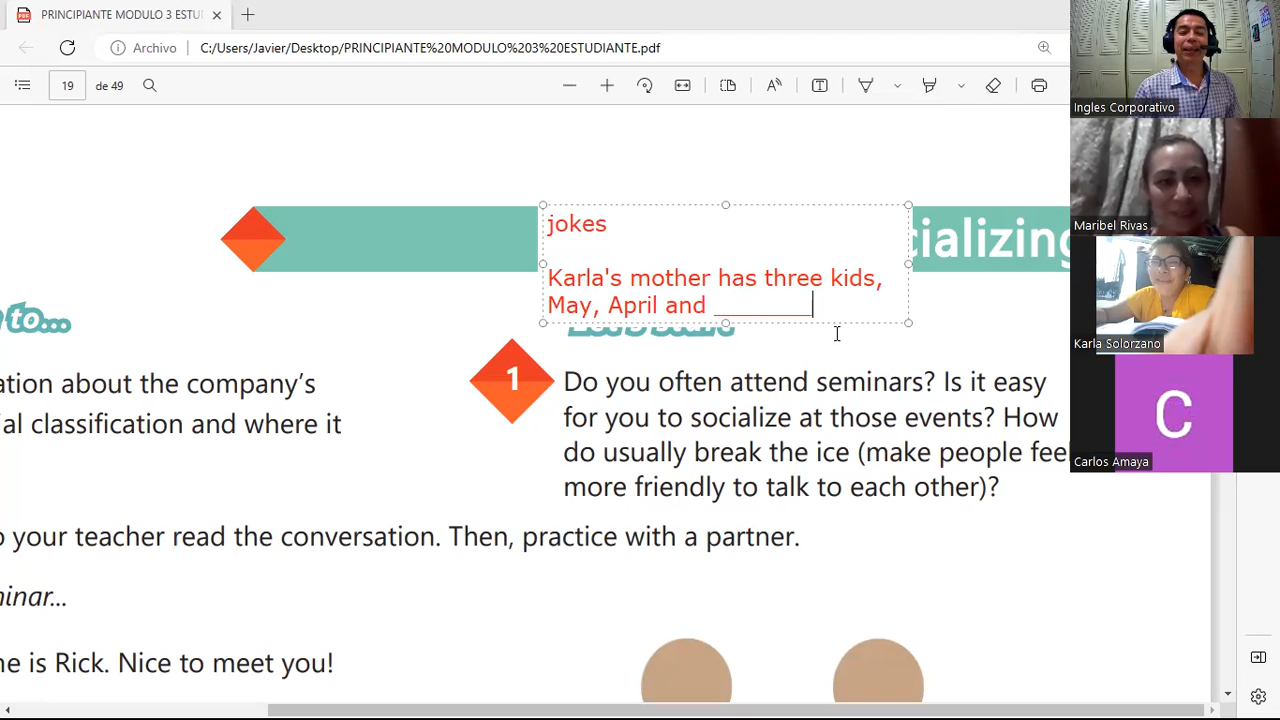 PRINCIPIANTE MODULO 3 ESTU
Archivo
C:/Users/Javier/Desktop/PRINCIPIANTE%20MODULO%203%20ESTUDIANTE.pdf
19
de 49
jokes
Karla's mother has three kids,
May, April and ________
cializing
to...
ation about the company's
ial classification and where it
1
Do you often attend seminars? Is it easy
for you to socialize at those events? How
do usually break the ice (make people feel
more friendly to talk to each other)?
o your teacher read the conversation. Then, practice with a partner.
minar...
ne is Rick. Nice to meet you!
Ingles Corporativo
Maribel Rivas
Karla Solorzano
C
Carlos Amaya